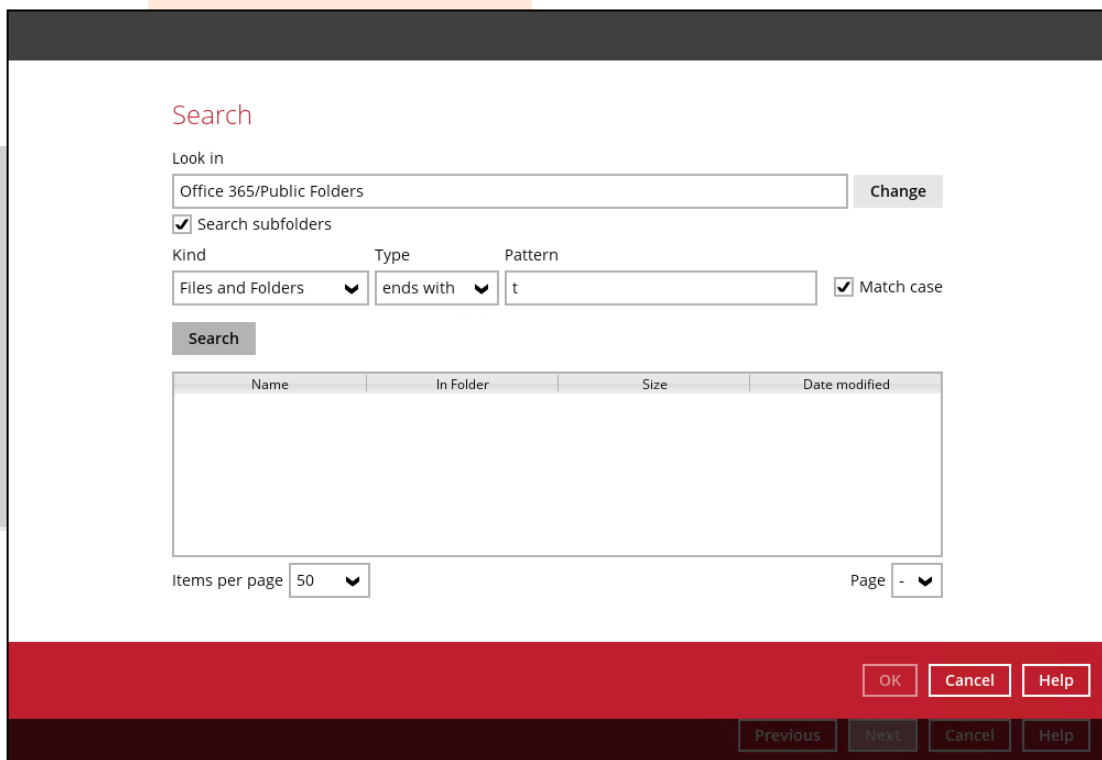 Search
Look in
Office 365/Public Folders Change
Search subfolders
Kind Type Pattern
Files and Folders ends with t Match case
Search
Name In Folder Size Date modified
Items per page 50 Page -
OK Cancel Help
Previous Next Cancel Help